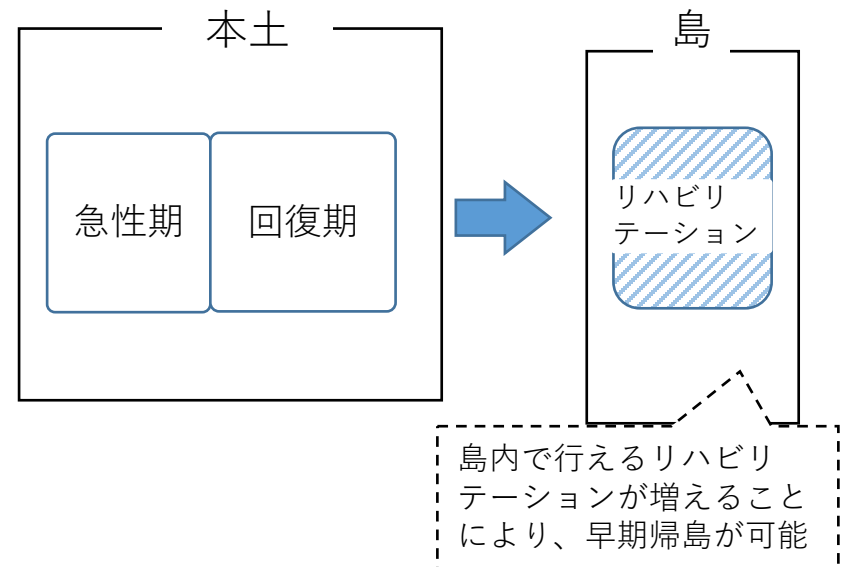 本土
島
急性期
回復期
リハビリ
テーション
島内で行えるリハビリ
テーションが増えること
により、早期帰島が可能